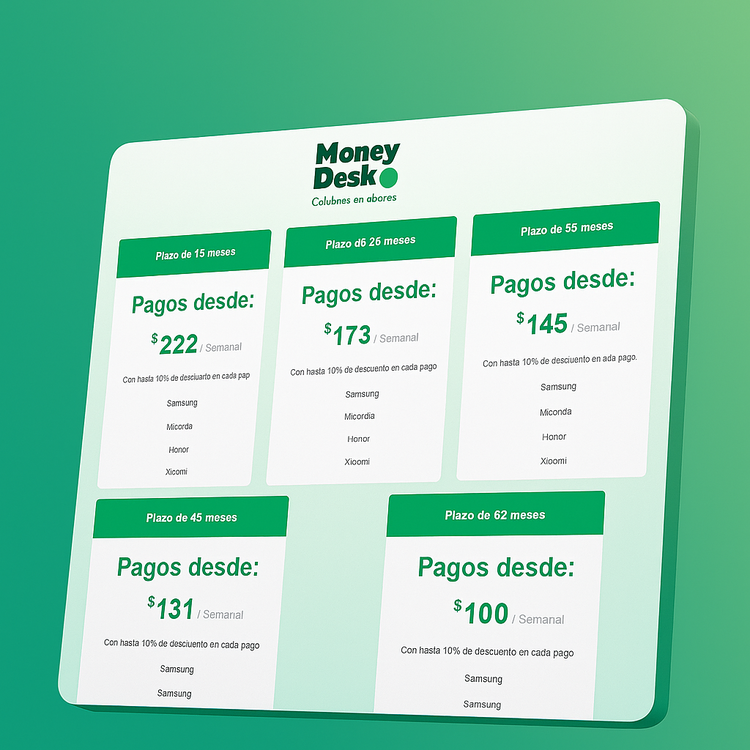 Money
Desk
Calubnes en abores
Plazo de 15 meses
Pagos desde:
$222 / Semanal
Con hasta 10% de desciuarto en cada pap
Samsung
Micorda
Honor
Xicomi
Plazo d6 26 meses
Pagos desde:
$173 / Semanal
Con hasta 10% de descuento en cada pago
Samsung
Micordia
Honor
Xioomi
Plazo de 55 meses
Pagos desde:
$145 / Semanal
Con hasta 10% de desciuento en ada pago.
Samsung
Miconda
Honor
Xioomi
Plazo de 45 meses
Pagos desde:
$131 / Semanal
Con hasta 10% de desciuento en cada pago
Samsung
Samsung
Plazo de 62 meses
Pagos desde:
$100 / Semanal
Con hasta 10% de descuento en cada pago
Samsung
Samsung